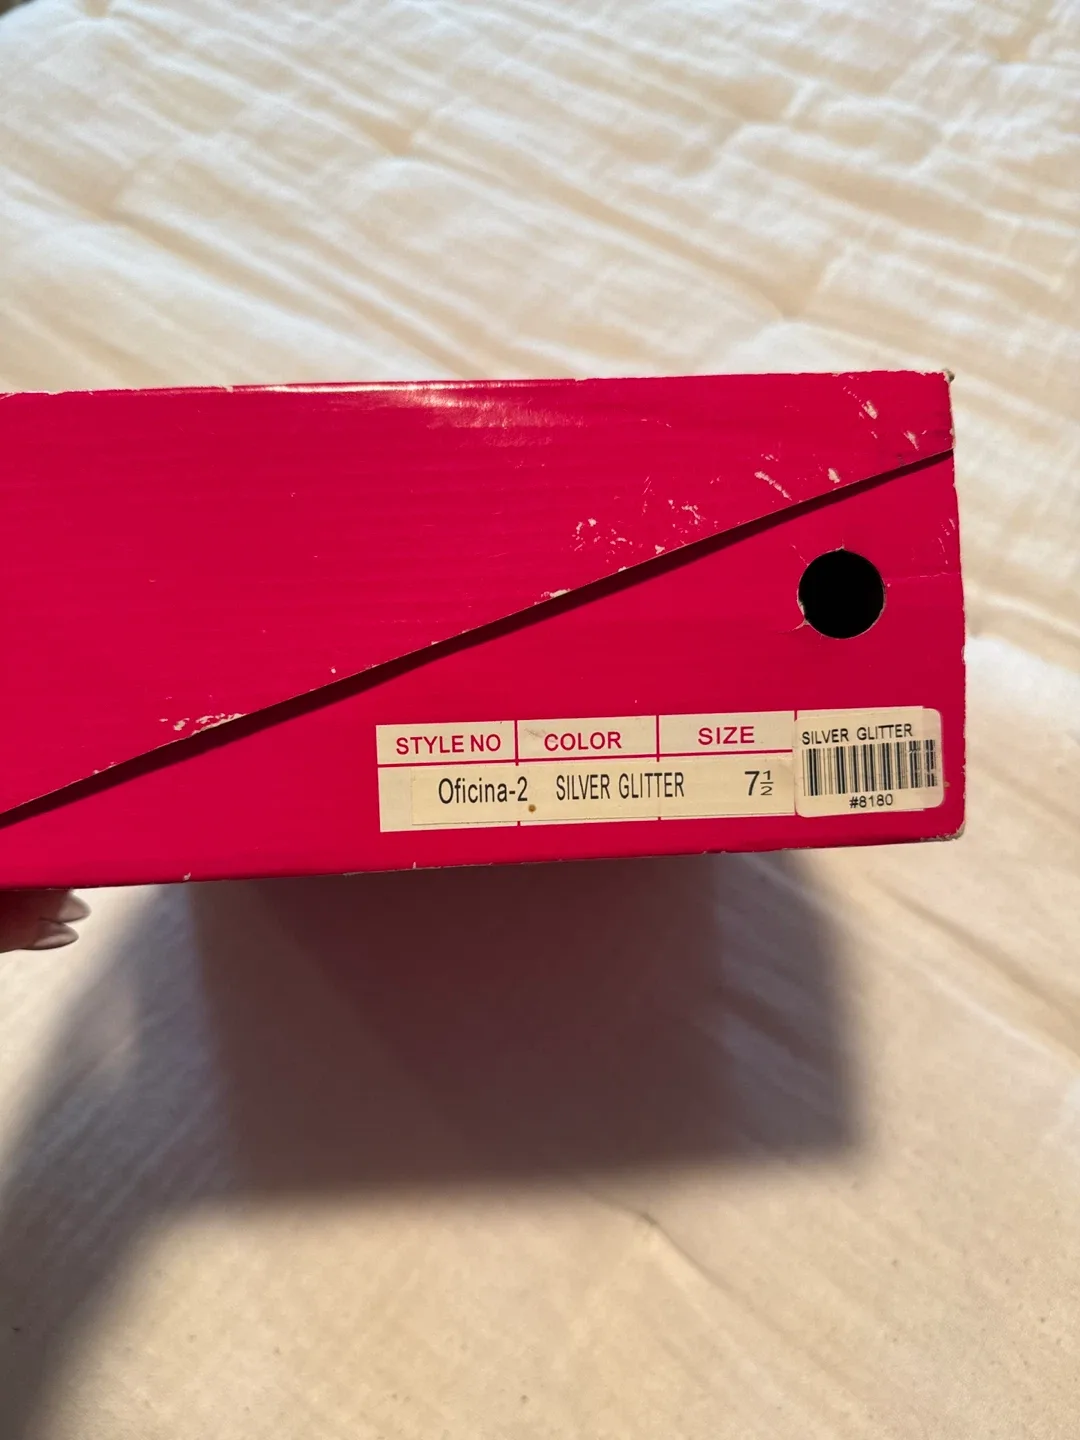 STYLE NO COLOR SIZE
Oficina-2 SILVER GLITTER 7½
SILVER GLITTER
#8180